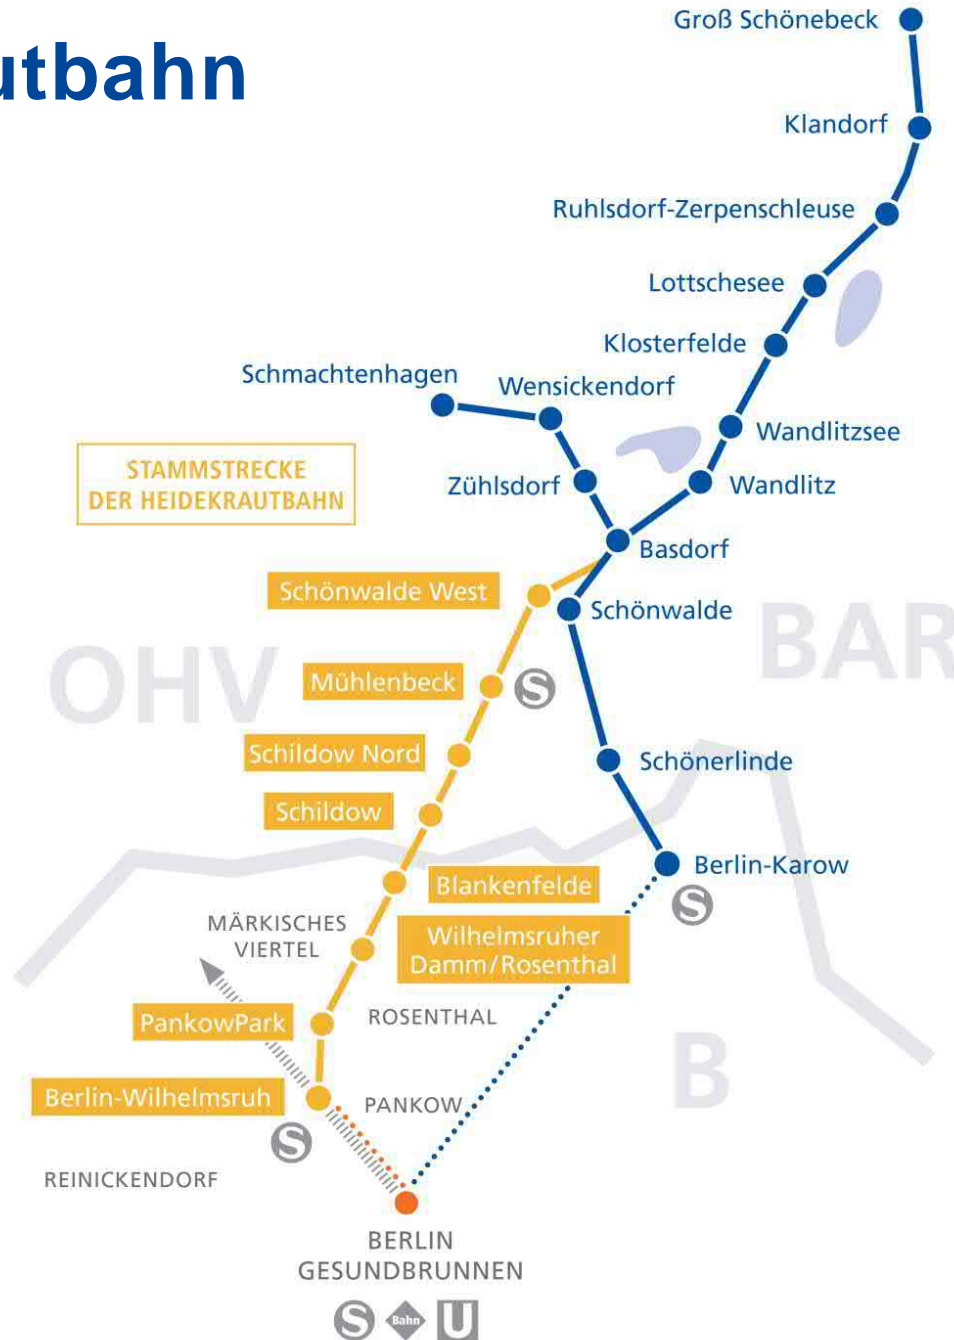 utbahn
Groß Schönebeck
Klandorf
Ruhlsdorf-Zerpenschleuse
Lottschesee
Klosterfelde
Schmachtenhagen
Wensickendorf
Wandlitzsee
STAMMSTRECKE
DER HEIDEKRAUTBAHN
Zühlsdorf
Wandlitz
Basdorf
Schönwalde West
Schönwalde
OHV
BAR
Mühlenbeck
S
Schildow Nord
Schönerlinde
Schildow
Berlin-Karow
S
Blankenfelde
MÄRKISCHES
VIERTEL
Wilhelmsruher
Damm/Rosenthal
PankowPark
ROSENTHAL
B
Berlin-Wilhelmsruh
PANKOW
S
REINICKENDORF
BERLIN
GESUNDBRUNNEN
S Bahn U